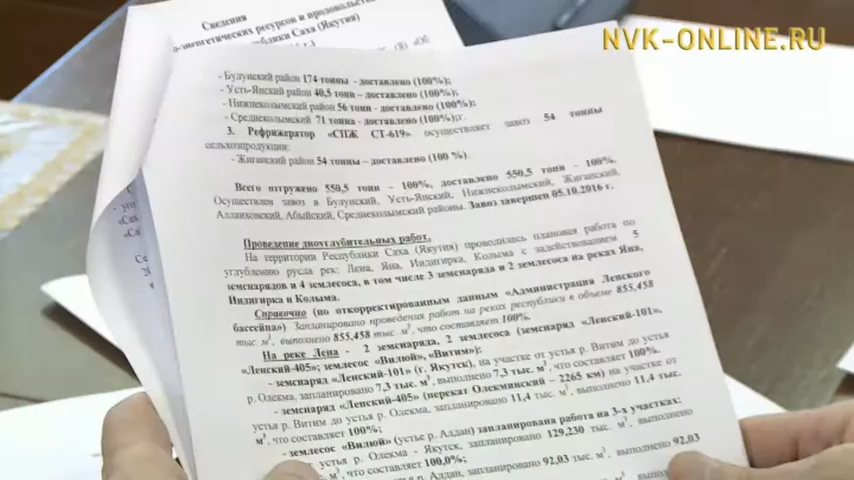 NVK-ONLINE.RU
Сведения
-энергетических ресурсов и продовольст
Республики Саха (Якутия)
- Булунский район 174 тонны - доставлено (100%);
- Усть-Янский район 40,5 тонн – доставлено (100%);
- Нижнеколымский район 56 тонн - доставлено (100%);
- Среднеколымский 71 тонна - доставлено (100%);
3. Рефрижератор «СПЖ СТ-619» осуществляет завоз 54 тонны
сельхозпродукции:
- Жиганский район 54 тонны – доставлено (100 %).
Всего отгружено 550,5 тонн - 100%, доставлено 550,5 тонн - 100%.
Осуществлен завоз в Булунский, Усть-Янский, Нижнеколымский, Жиганский,
Аллаиховский, Абыйский, Среднеколымский районы. Завоз завершен 05.10.2016 г.
Проведение дноуглубительных работ.
На территории Республики Саха (Якутия) проводилась плановая работа по
углублению русла рек: Лена, Яна, Индигирка, Колыма с задействованием 5
земснарядов и 4 землесоса, в том числе 3 земснаряда и 2 землесоса на реках Яна,
Индигирка и Колыма.
Справочно (по откорректированным данным «Администрации Ленского
бассейна») Запланировано проведения работ на реках республики в объеме 855,458
тыс. м³, выполнено 855,458 тыс. м³, что составляет 100%.
На реке Лена - 2 земснаряда, 2 землесоса (земснаряд «Ленский-101»,
«Ленский-405»; землесос «Вилюй», «Витим»):
- земснаряд «Ленский-101» (г. Якутск), на участке от устья р. Витим до устья
р. Олекма, запланировано 7,3 тыс. м³, выполнено 7,3 тыс. м³, что составляет 100%.
- земснаряд «Ленский-405» (перекат Олекминский – 2265 км) на участке от
устья р. Витим до устья р. Олекма, запланировано 11,4 тыс. м³, выполнено 11,4 тыс.
м³, что составляет 100%;
- землесос «Вилюй» (устье р. Алдан) запланирована работа на 3-х участках:
устья р. Олекма - Якутск, запланировано 129,230 тыс. м³, выполнено
м³, что составляет 100,0%;
р. Алдан, запланировано 92,03 тыс. м³, выполнено 92,03